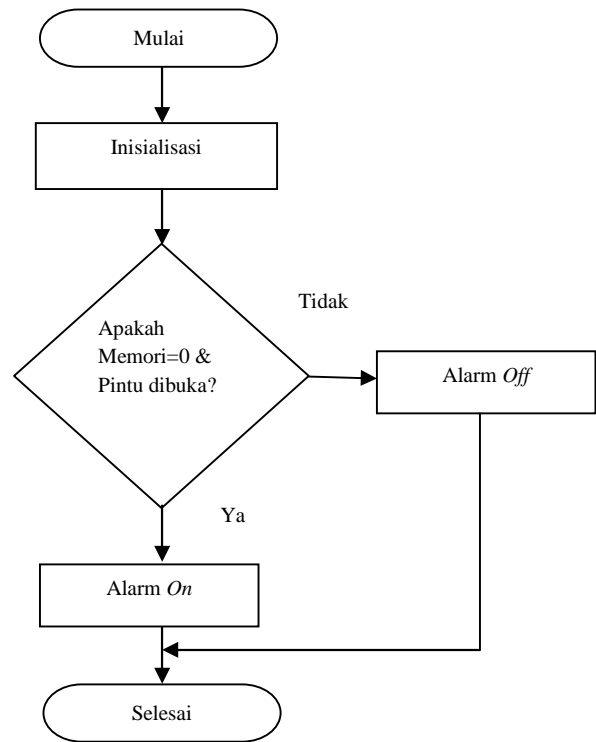 Mulai
Inisialisasi
Tidak
Apakah
Memori=0 &
Pintu dibuka?
Alarm Off
Ya
Alarm On
Selesai